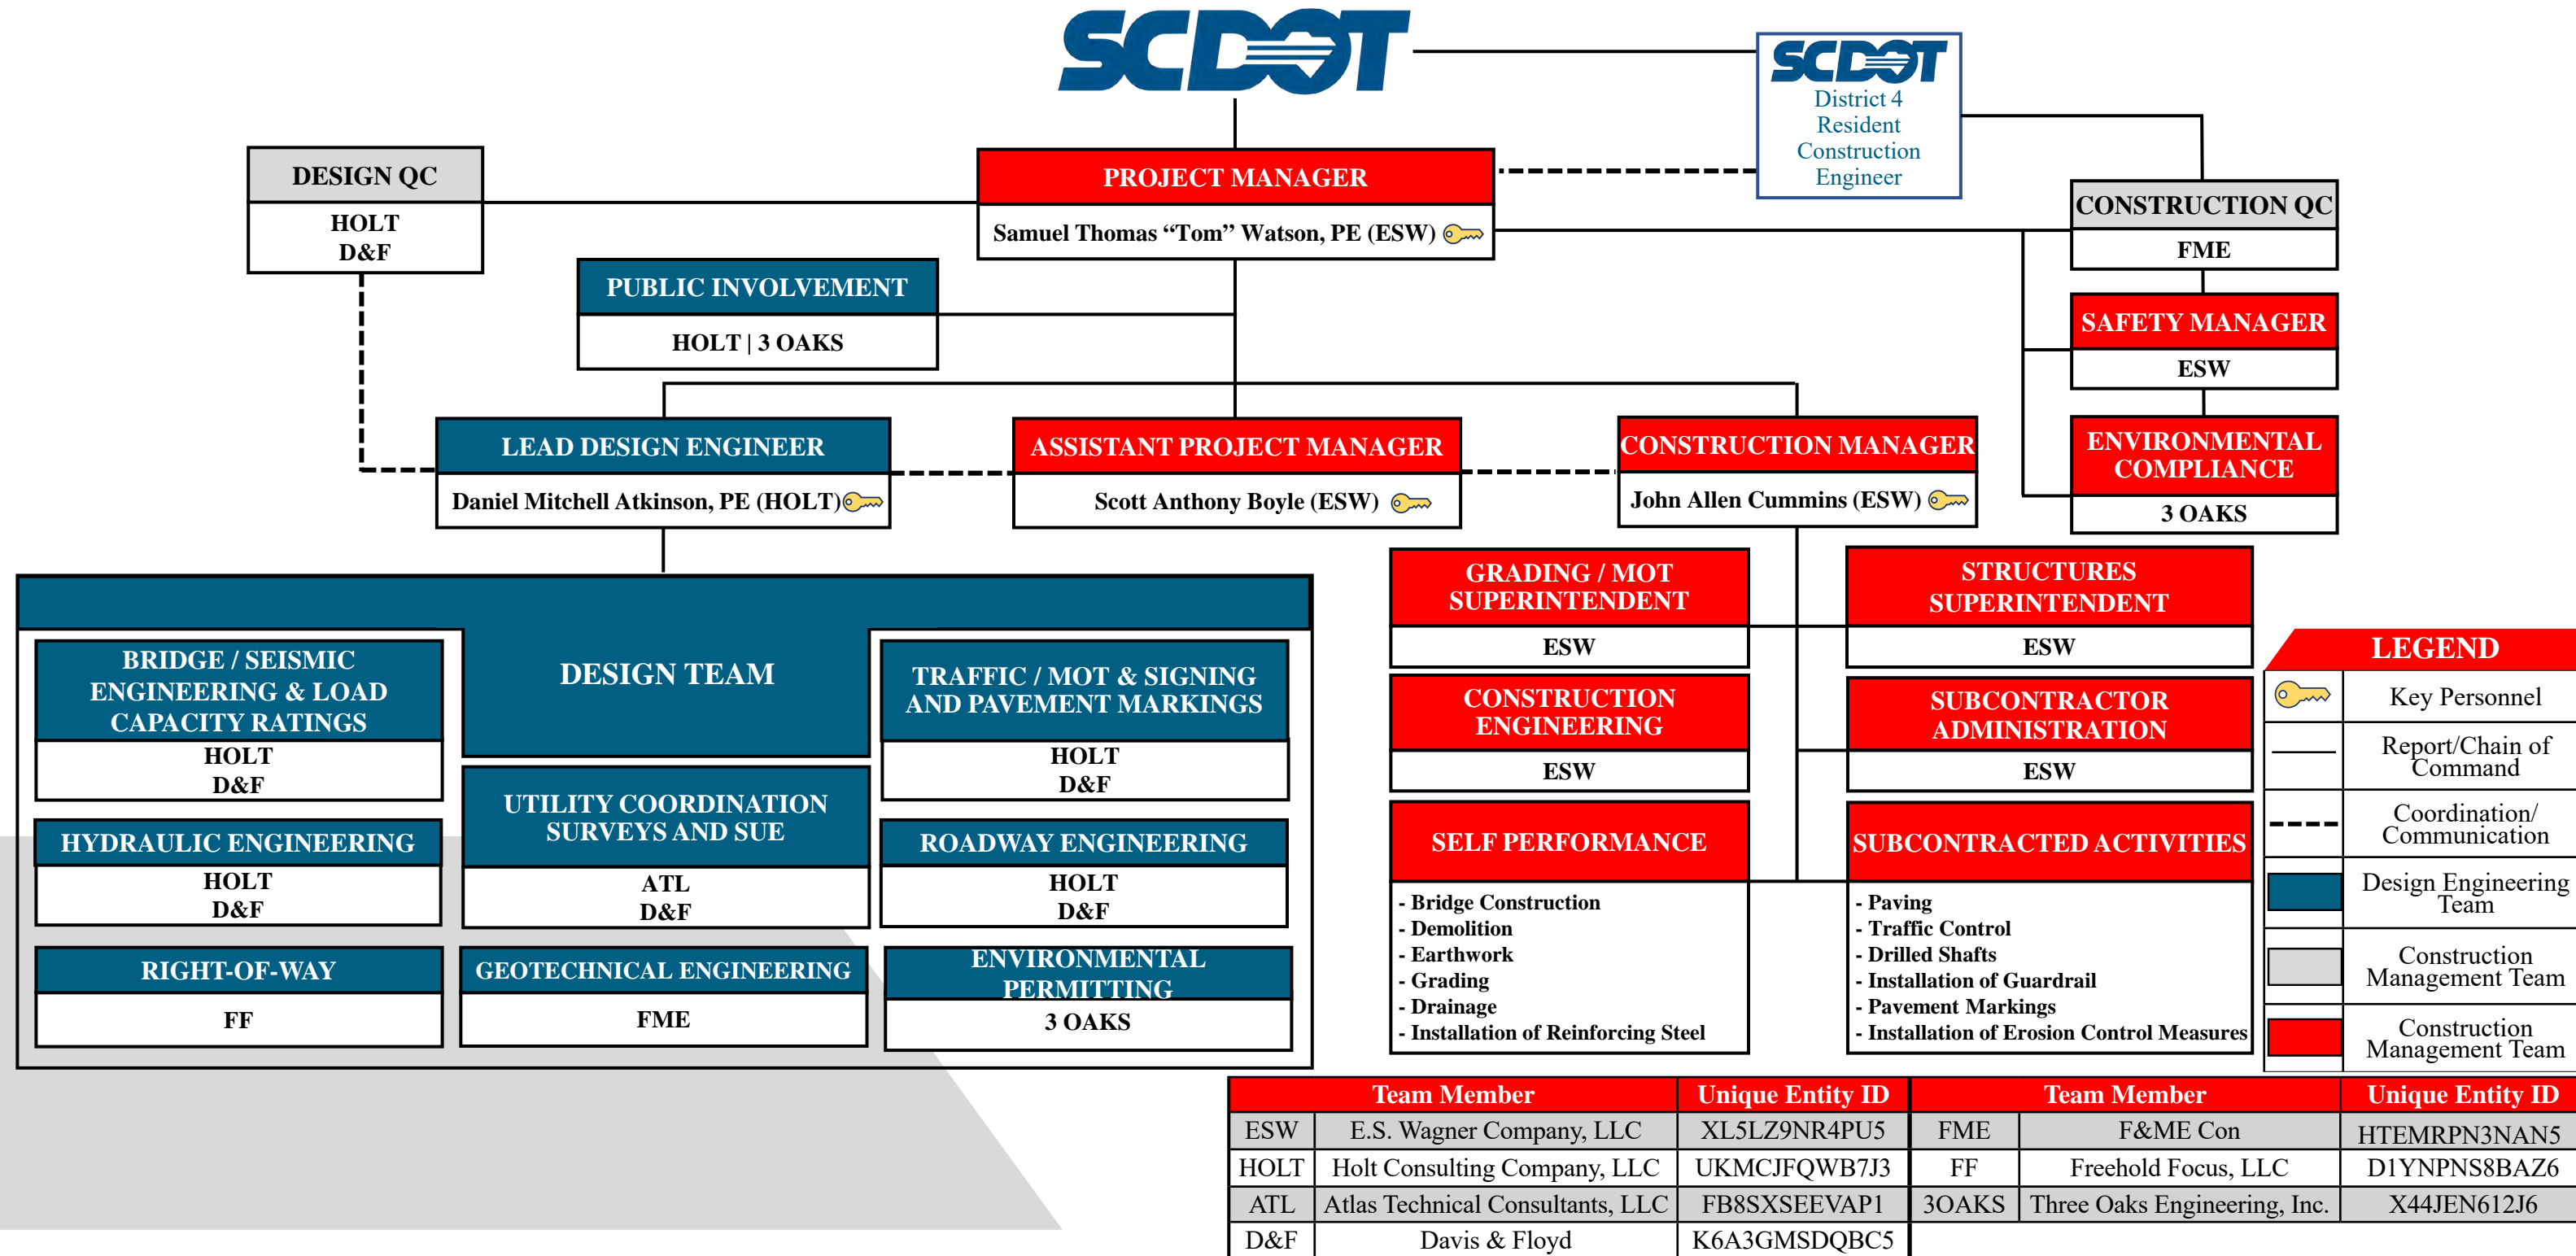 SCDOT
SCDOT
District 4
Resident
Construction
Engineer
DESIGN QC
HOLT
D&F
PROJECT MANAGER
Samuel Thomas “Tom” Watson, PE (ESW)
CONSTRUCTION QC
FME
PUBLIC INVOLVEMENT
HOLT | 3 OAKS
SAFETY MANAGER
ESW
LEAD DESIGN ENGINEER
Daniel Mitchell Atkinson, PE (HOLT)
ASSISTANT PROJECT MANAGER
Scott Anthony Boyle (ESW)
CONSTRUCTION MANAGER
John Allen Cummins (ESW)
ENVIRONMENTAL
COMPLIANCE
3 OAKS
DESIGN TEAM
BRIDGE / SEISMIC
ENGINEERING & LOAD
CAPACITY RATINGS
HOLT
D&F
TRAFFIC / MOT & SIGNING
AND PAVEMENT MARKINGS
HOLT
D&F
UTILITY COORDINATION
SURVEYS AND SUE
ATL
D&F
HYDRAULIC ENGINEERING
HOLT
D&F
ROADWAY ENGINEERING
HOLT
D&F
RIGHT-OF-WAY
FF
GEOTECHNICAL ENGINEERING
FME
ENVIRONMENTAL
PERMITTING
3 OAKS
GRADING / MOT
SUPERINTENDENT
ESW
STRUCTURES
SUPERINTENDENT
ESW
CONSTRUCTION
ENGINEERING
ESW
SUBCONTRACTOR
ADMINISTRATION
ESW
SELF PERFORMANCE
- Bridge Construction
- Demolition
- Earthwork
- Grading
- Drainage
- Installation of Reinforcing Steel
SUBCONTRACTED ACTIVITIES
- Paving
- Traffic Control
- Drilled Shafts
- Installation of Guardrail
- Pavement Markings
- Installation of Erosion Control Measures
LEGEND
Key Personnel
Report/Chain of
Command
Coordination/
Communication
Design Engineering
Team
Construction
Management Team
Construction
Management Team
Team Member Unique Entity ID Team Member Unique Entity ID
ESW E.S. Wagner Company, LLC XL5LZ9NR4PU5 FME F&ME Con HTEMRPN3NAN5
HOLT Holt Consulting Company, LLC UKMCJFQWB7J3 FF Freehold Focus, LLC D1YNPNS8BAZ6
ATL Atlas Technical Consultants, LLC FB8SXSEEVAP1 3OAKS Three Oaks Engineering, Inc. X44JEN612J6
D&F Davis & Floyd K6A3GMSDQBC5